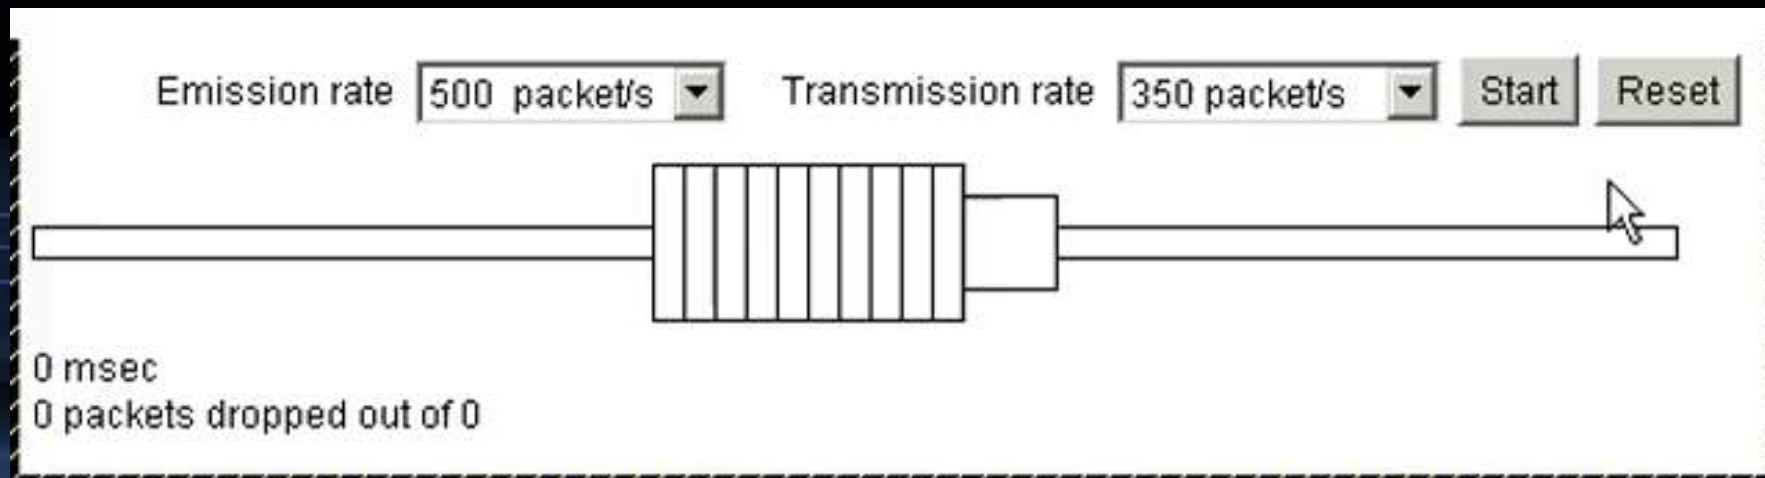 Emission rate 500 packet/s Transmission rate 350 packet/s Start Reset
0 msec
0 packets dropped out of 0